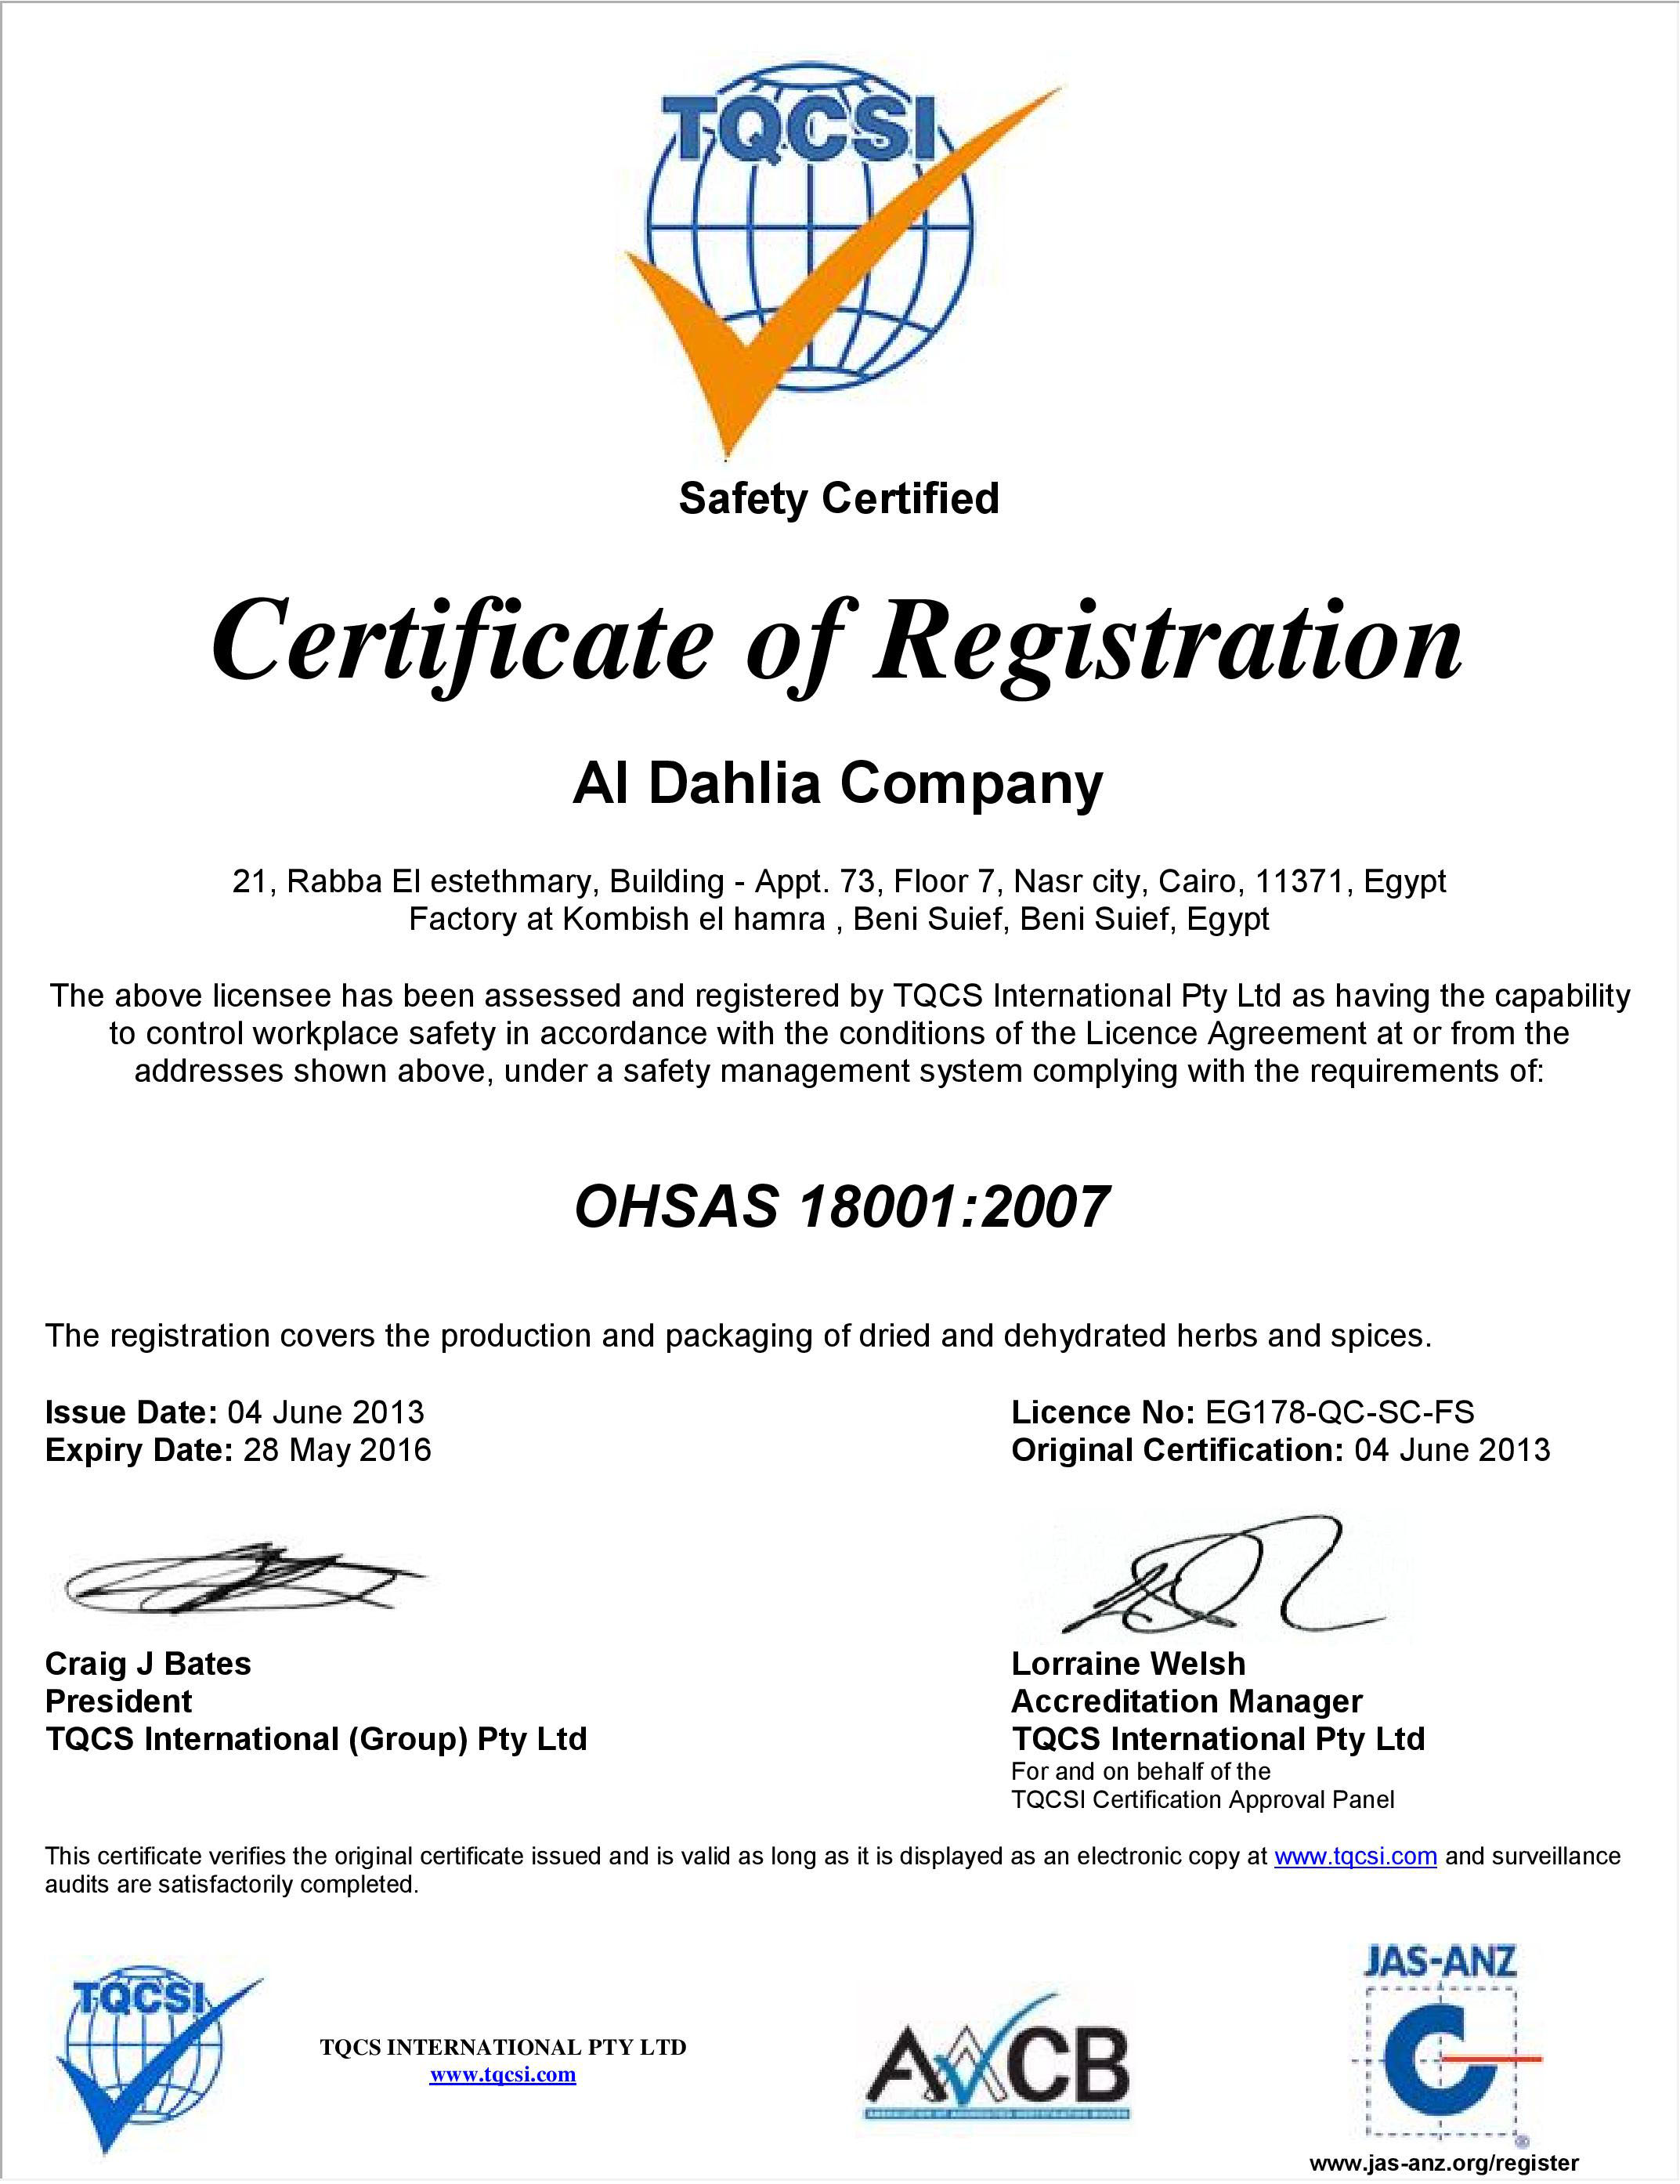 TQCSI
Safety Certified
Certificate of Registration
Al Dahlia Company
21, Rabba El estethmary, Building - Appt. 73, Floor 7, Nasr city, Cairo, 11371, Egypt
Factory at Kombish el hamra , Beni Suief, Beni Suief, Egypt
The above licensee has been assessed and registered by TQCS International Pty Ltd as having the capability
to control workplace safety in accordance with the conditions of the Licence Agreement at or from the
addresses shown above, under a safety management system complying with the requirements of:
OHSAS 18001:2007
The registration covers the production and packaging of dried and dehydrated herbs and spices.
Issue Date: 04 June 2013
Expiry Date: 28 May 2016
Licence No: EG178-QC-SC-FS
Original Certification: 04 June 2013
Craig J Bates
President
TQCS International (Group) Pty Ltd
Lorraine Welsh
Accreditation Manager
TQCS International Pty Ltd
For and on behalf of the
TQCSI Certification Approval Panel
This certificate verifies the original certificate issued and is valid as long as it is displayed as an electronic copy at www.tqcsi.com and surveillance
audits are satisfactorily completed.
TQCSI
TQCS INTERNATIONAL PTY LTD
www.tqcsi.com
AACB
JAS-ANZ
®
www.jas-anz.org/register